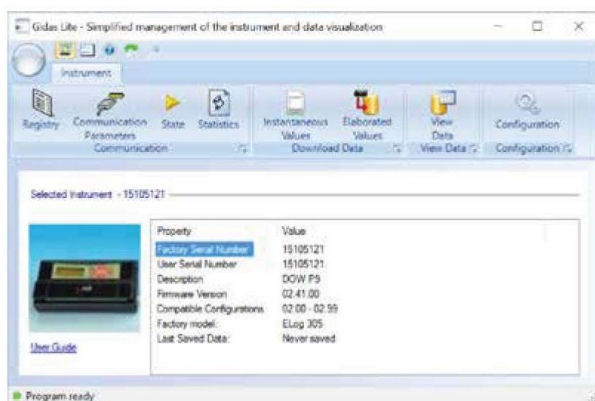 Gidas Lite - Simplified management of the instrument and data visualization
Instrument
Registry
Communication Parameters
State
Statistics
Instantaneous Values
Elaborated Values
View Data
Configuration
Communication
Download Data
View Data
Configuration
Selected Instrument - 15105121
Property Value
Factory Serial Number 15105121
User Serial Number 15105121
Description DOW P9
Firmware Version 02.41.00
Compatible Configurations 02.00 - 02.99
Factory model: ELog 305
Last Saved Data: Never saved
User Guide
Program ready